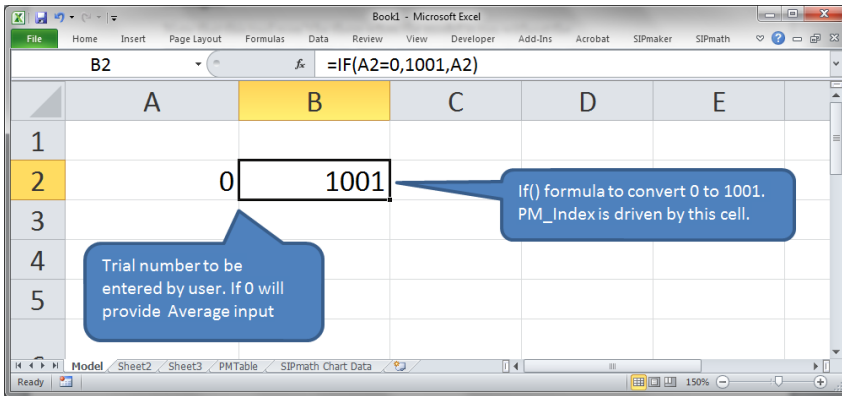 Book1 - Microsoft Excel
File Home Insert Page Layout Formulas Data Review View Developer Add-Ins Acrobat SIPmaker SIPmath
B2 fx =IF(A2=0,1001,A2)
A B C D E
1
2 0 1001
If() formula to convert 0 to 1001.
PM_Index is driven by this cell.
3
4
5
Trial number to be
entered by user. If 0 will
provide Average input
Model Sheet2 Sheet3 PMTable SIPmath Chart Data
Ready 150%